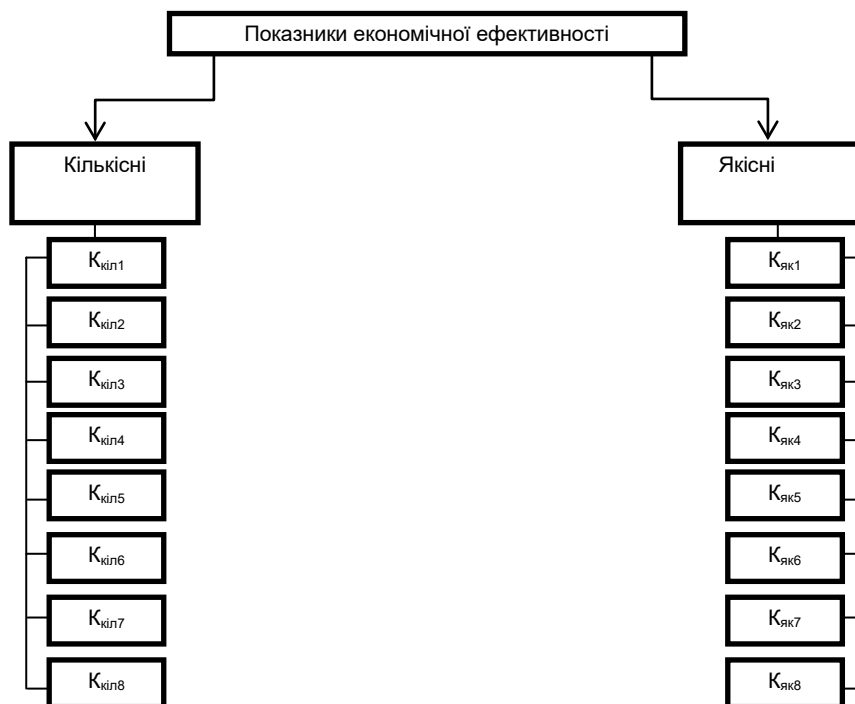 Показники економічної ефективності
Кількісні
Якісні
Ккіл1
Ккіл2
Ккіл3
Ккіл4
Ккіл5
Ккіл6
Ккіл7
Ккіл8
Кяк1
Кяк2
Кяк3
Кяк4
Кяк5
Кяк6
Кяк7
Кяк8